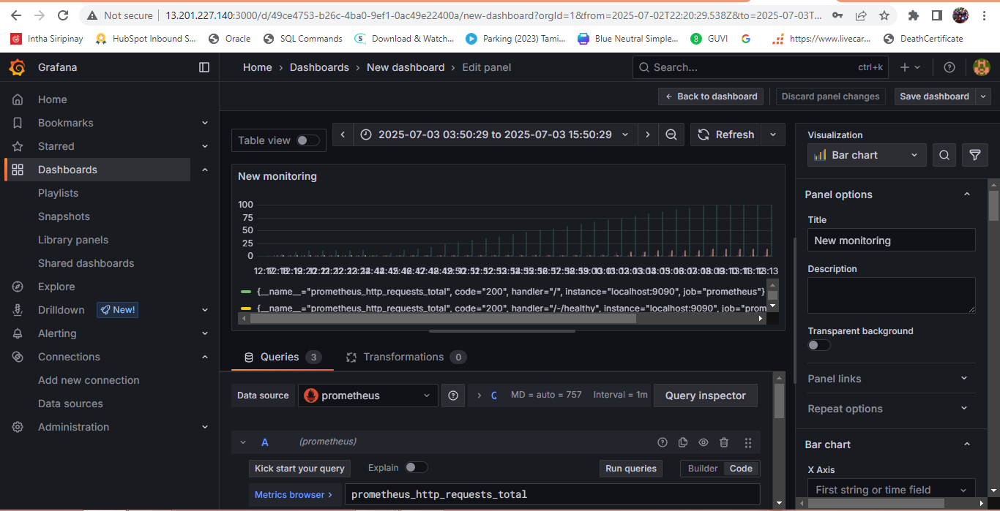 Not secure 13.201.227.140:3000/d/49ce4753-b26c-4ba0-9ef1-0ac49e22400a/new-dashboard?orgId=1&from=2025-07-02T22:20:29.538Z&to=2025-07-03T...
Intha Siripinay HubSpot Inbound S... Oracle SQL Commands Download & Watch... Parking (2023) Tami... Blue Neutral Simple... GUVI https://www.livecar... DeathCertificate
Grafana
Home › Dashboards › New dashboard › Edit panel
Search... ctrl+k
Back to dashboard Discard panel changes Save dashboard
Home
Bookmarks
Starred
Dashboards
Playlists
Snapshots
Library panels
Shared dashboards
Explore
Drilldown New!
Alerting
Connections
Add new connection
Data sources
Administration
Table view 2025-07-03 03:50:29 to 2025-07-03 15:50:29 Refresh
New monitoring
100
75
50
25
0
{__name__="prometheus_http_requests_total", code="200", handler="/", instance="localhost:9090", job="prometheus"}
{__name__="prometheus_http_requests_total", code="200", handler="/-/healthy", instance="localhost:9090", job="prom
Queries 3 Transformations 0
Data source prometheus MD = auto = 757 Interval = 1m Query inspector
A (prometheus)
Kick start your query Explain Run queries Builder Code
Metrics browser > prometheus_http_requests_total
Visualization
Bar chart
Panel options
Title
New monitoring
Description
Transparent background
Panel links
Repeat options
Bar chart
X Axis
First string or time field